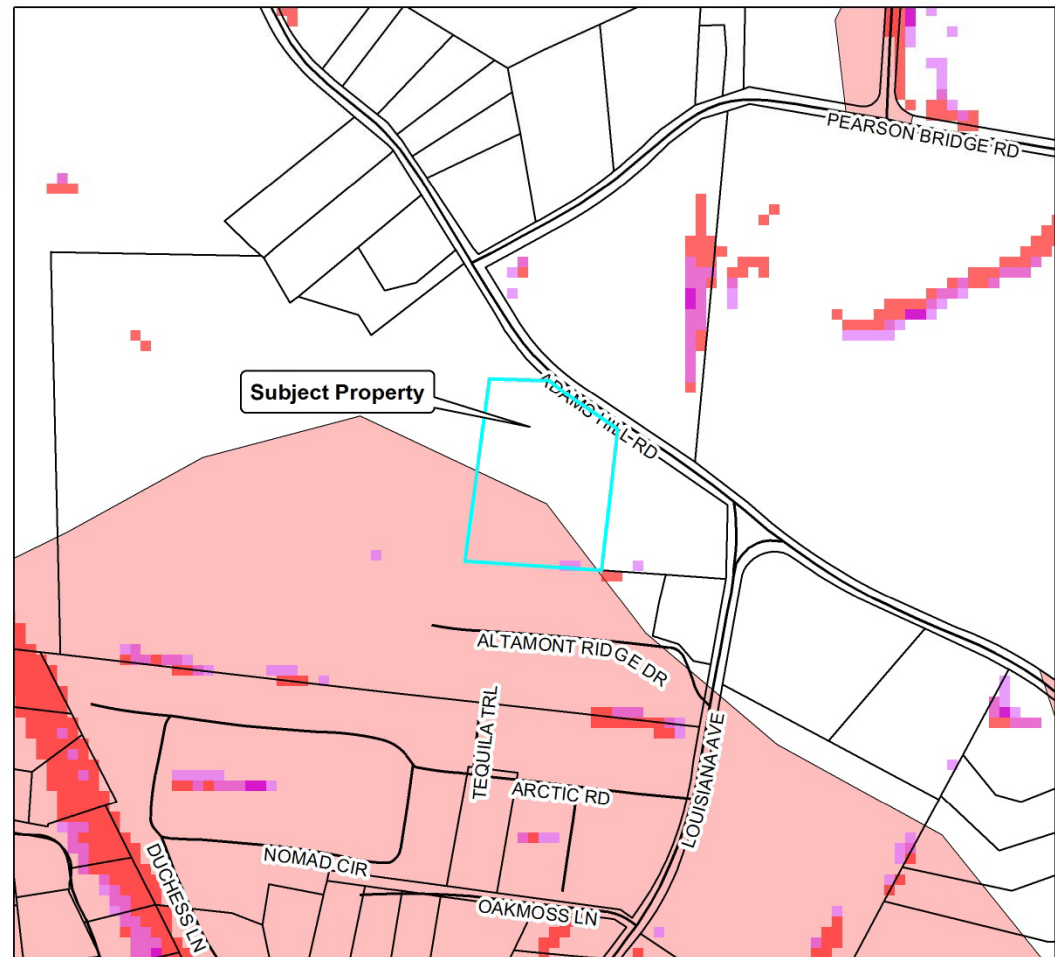 PEARSON BRIDGE RD
Subject Property
ADAMS HILL RD
ALTAMONT RIDGE DR
TEQUILA TRL
ARCTIC RD
LOUISIANA AVE
NOMAD CIR
DUCHESS LN
OAKMOSS LN